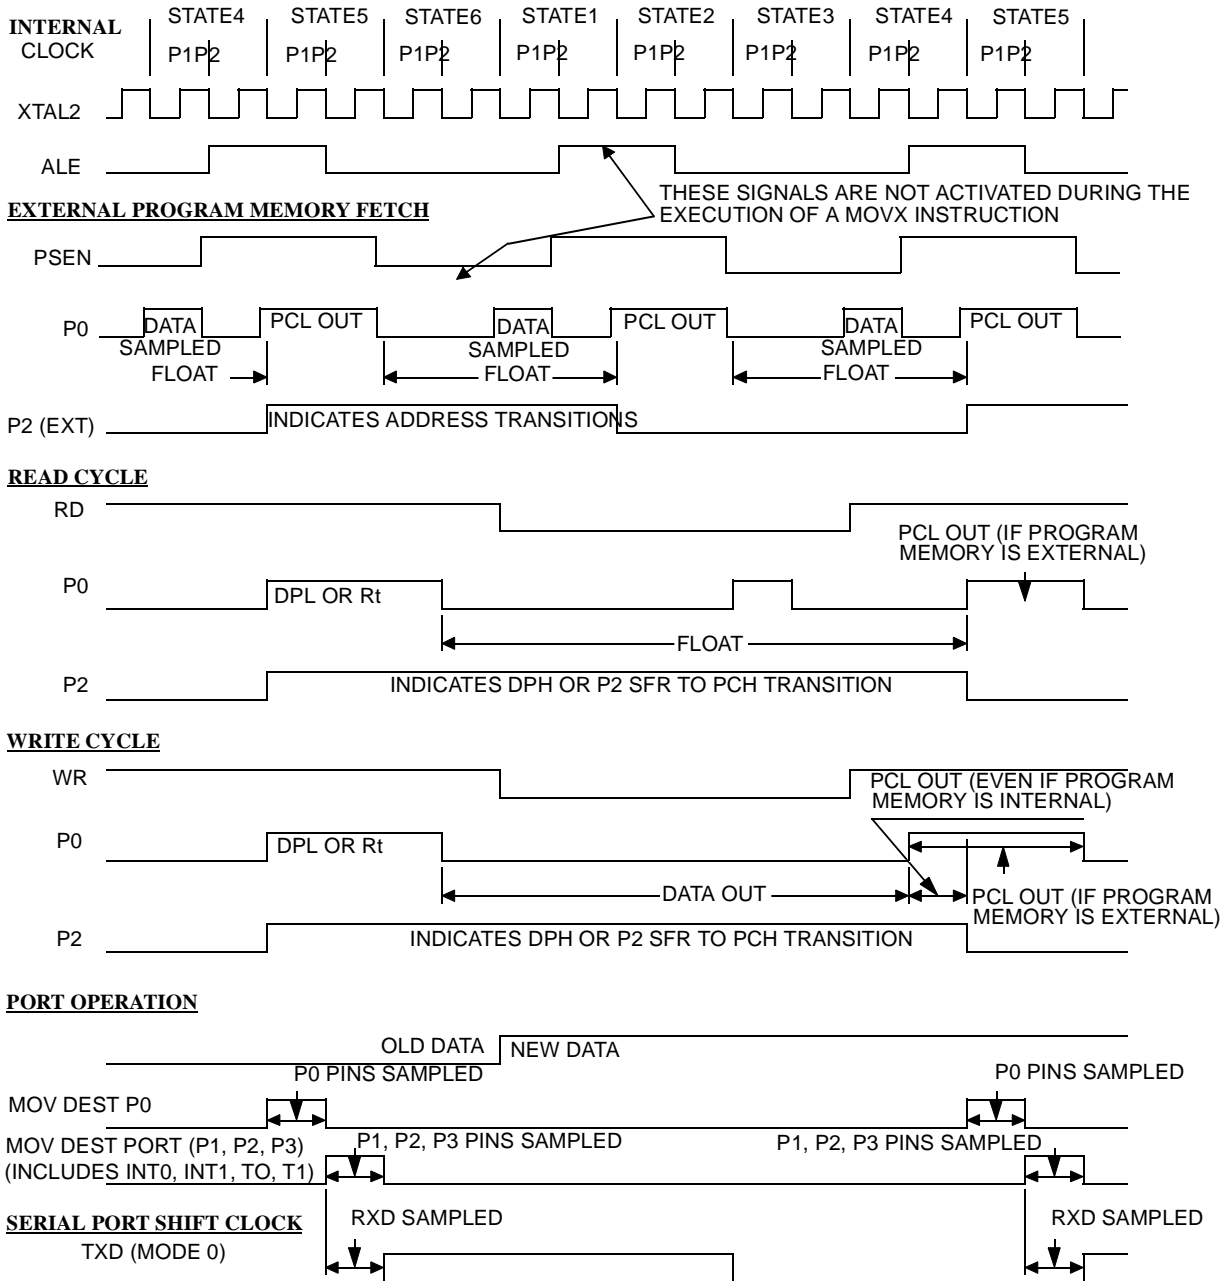 INTERNAL CLOCK
STATE4 STATE5 STATE6 STATE1 STATE2 STATE3 STATE4 STATE5
P1P2 P1P2 P1P2 P1P2 P1P2 P1P2 P1P2 P1P2
XTAL2
ALE
THESE SIGNALS ARE NOT ACTIVATED DURING THE
EXECUTION OF A MOVX INSTRUCTION
EXTERNAL PROGRAM MEMORY FETCH
PSEN
P0
DATA PCL OUT DATA PCL OUT DATA PCL OUT
SAMPLED SAMPLED SAMPLED
FLOAT FLOAT FLOAT
P2 (EXT)
INDICATES ADDRESS TRANSITIONS
READ CYCLE
RD
PCL OUT (IF PROGRAM
MEMORY IS EXTERNAL)
P0
DPL OR Rt
FLOAT
P2
INDICATES DPH OR P2 SFR TO PCH TRANSITION
WRITE CYCLE
WR
PCL OUT (EVEN IF PROGRAM
MEMORY IS INTERNAL)
P0
DPL OR Rt
DATA OUT
PCL OUT (IF PROGRAM
MEMORY IS EXTERNAL)
P2
INDICATES DPH OR P2 SFR TO PCH TRANSITION
PORT OPERATION
OLD DATA NEW DATA
P0 PINS SAMPLED P0 PINS SAMPLED
MOV DEST P0
MOV DEST PORT (P1, P2, P3)
(INCLUDES INT0, INT1, TO, T1)
P1, P2, P3 PINS SAMPLED P1, P2, P3 PINS SAMPLED
SERIAL PORT SHIFT CLOCK
RXD SAMPLED RXD SAMPLED
TXD (MODE 0)